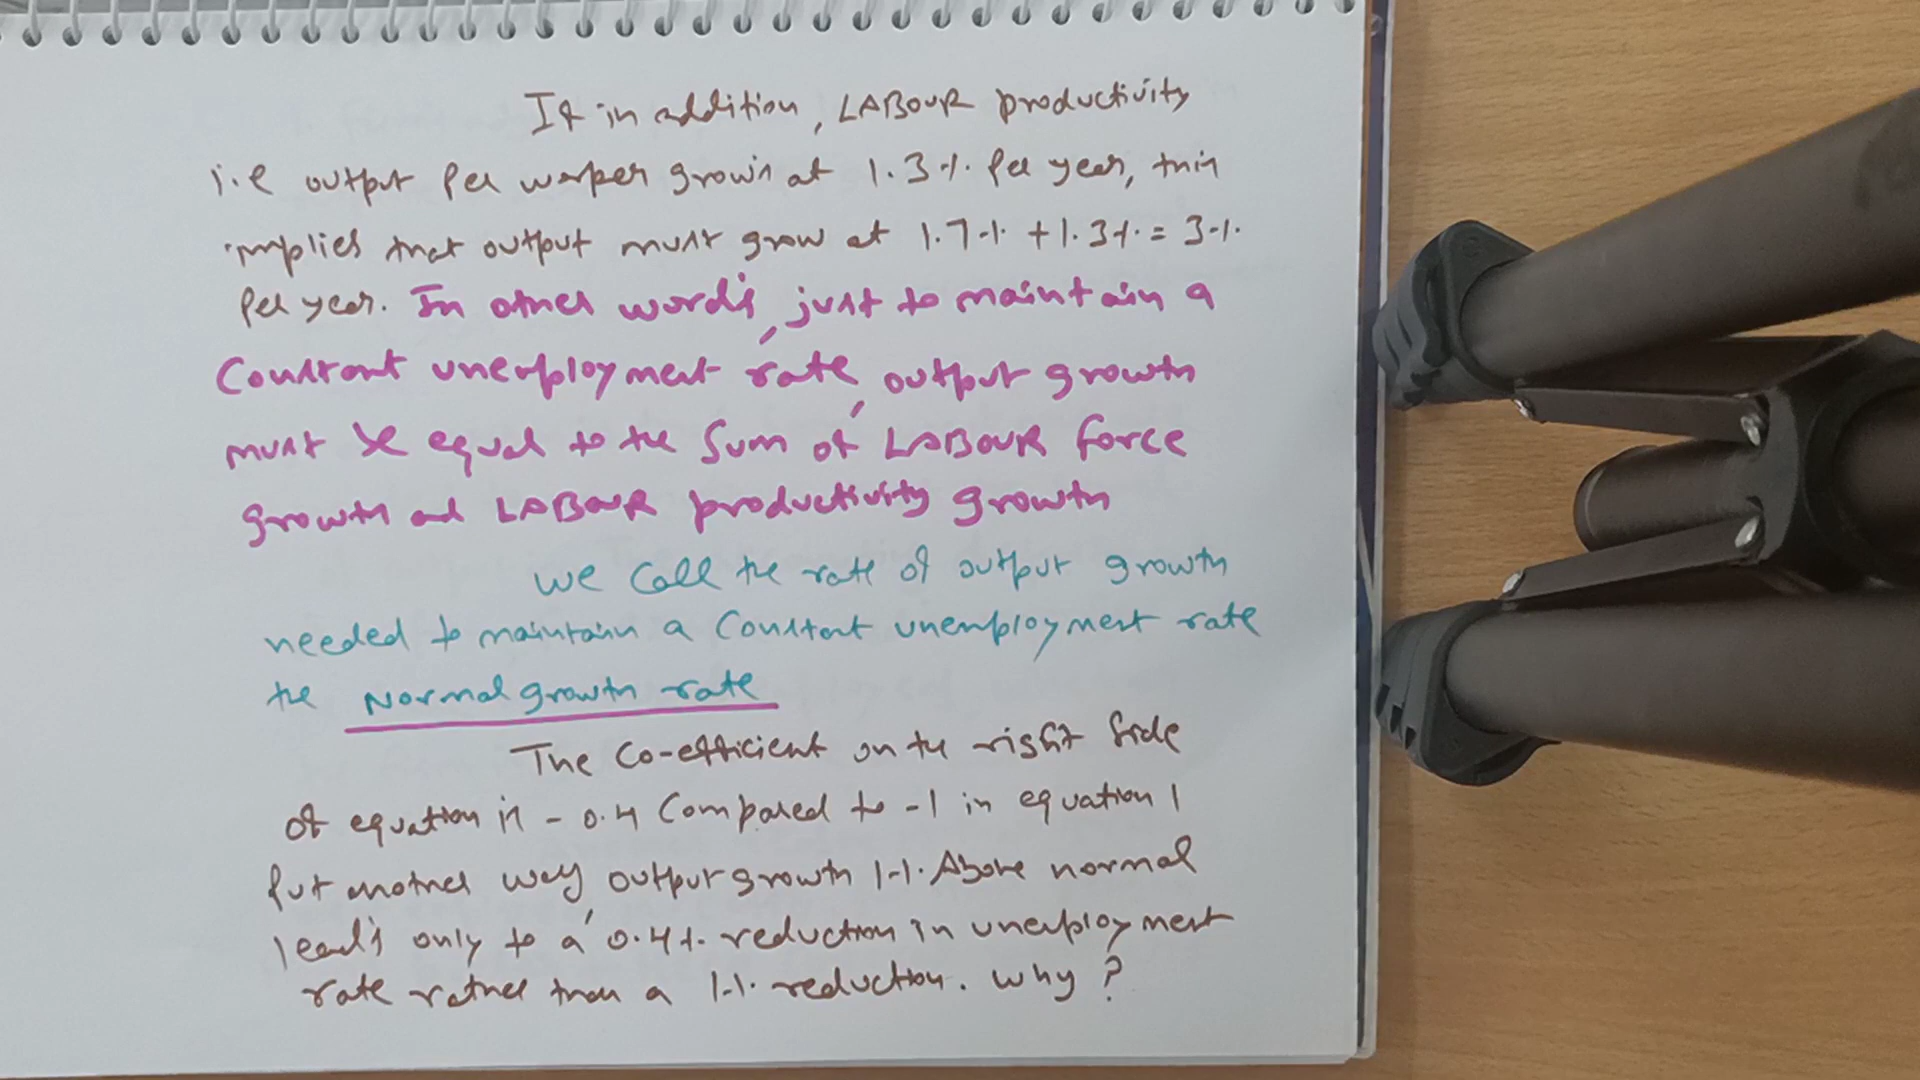 If in addition, LABOUR productivity
i.e output per worker grows at 1.3% per year, this
implies that output must grow at 1.7% + 1.3% = 3%
per year. In other words, just to maintain a
Constant unemployment rate, output growth
must be equal to the sum of LABOUR force
growth and LABOUR productivity growth
We call the rate of output growth
needed to maintain a Constant unemployment rate
the Normal growth rate
The Co-efficient on the right side
of equation is -0.4 Compared to -1 in equation 1
Put another way, output growth 1% Above normal
leads only to a 0.4% reduction in unemployment
rate rather than a 1% reduction. Why?